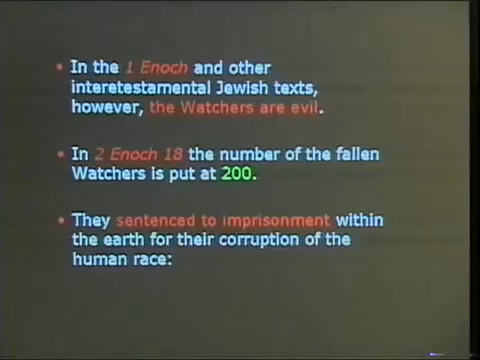 • In the 1 Enoch and other
interetestamental Jewish texts,
however, the Watchers are evil.
• In 2 Enoch 18 the number of the fallen
Watchers is put at 200.
• They sentenced to imprisonment within
the earth for their corruption of the
human race: